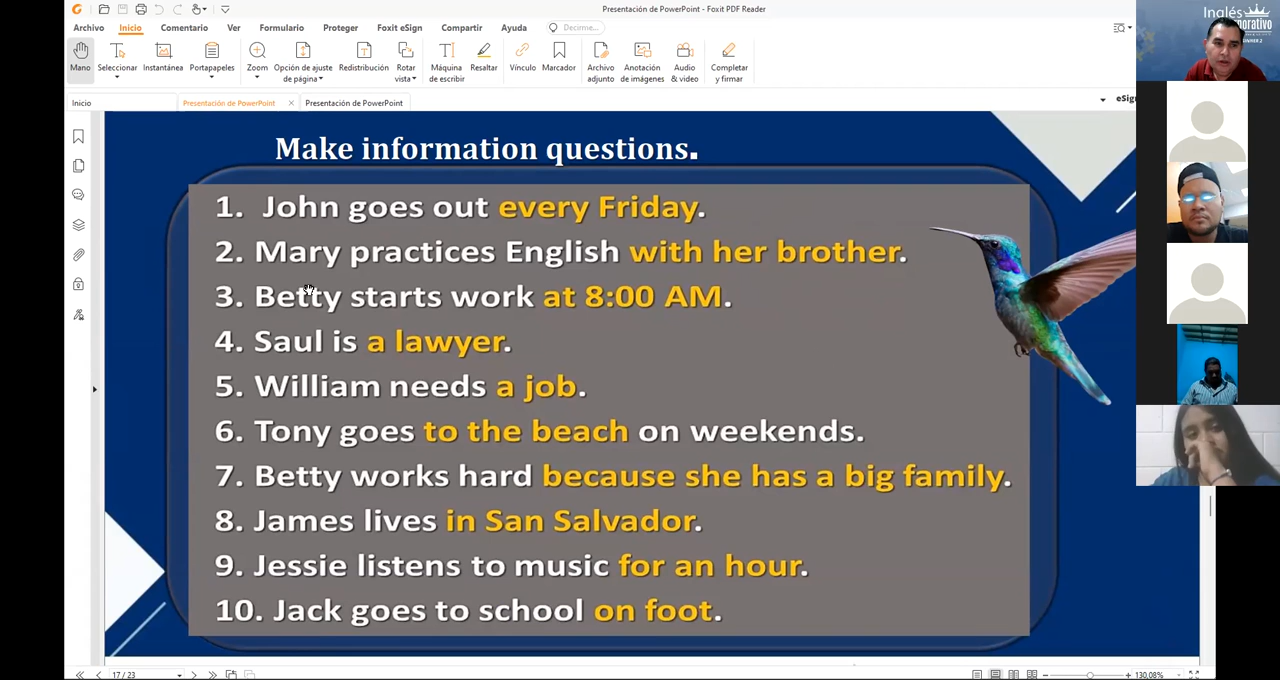 Presentación de PowerPoint - Foxit PDF Reader
Archivo Inicio Comentario Ver Formulario Proteger Foxit eSign Compartir Ayuda Decirme...
Mano Seleccionar Instantánea Portapapeles Zoom Opción de ajuste de página Redistribución Rotar vista Máquina de escribir Resaltar Vínculo Marcador Archivo adjunto Anotación de imágenes Audio & video Completar y firmar
Inicio Presentación de PowerPoint Presentación de PowerPoint eSign
Inglés
Make information questions.
1. John goes out every Friday.
2. Mary practices English with her brother.
3. Betty starts work at 8:00 AM.
4. Saul is a lawyer.
5. William needs a job.
6. Tony goes to the beach on weekends.
7. Betty works hard because she has a big family.
8. James lives in San Salvador.
9. Jessie listens to music for an hour.
10. Jack goes to school on foot.
17 / 23
130,08%